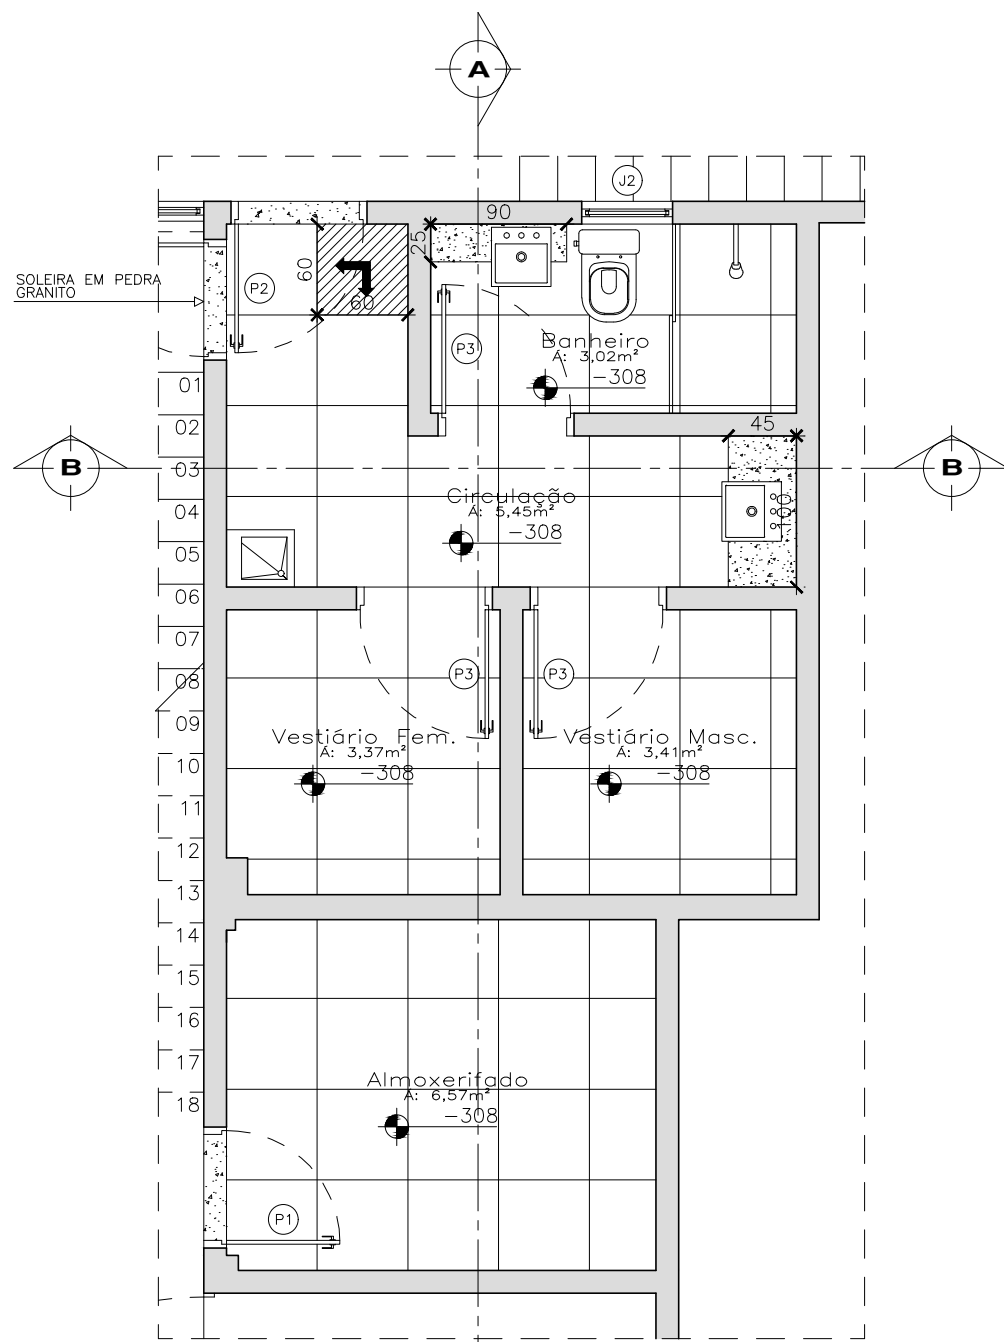 A
J2
90
25
60
60
P2
SOLEIRA EM PEDRA
GRANITO
P3
Banheiro
A: 3,02m²
-308
01
02
45
B
03
B
Circulação
A: 5,45m²
-308
100
04
05
06
07
P3
P3
08
09
Vestiário Fem.
A: 3,37m²
-308
Vestiário Masc.
A: 3,41m²
-308
10
11
12
13
14
15
16
17
18
Almoxerifado
A: 6,57m²
-308
P1